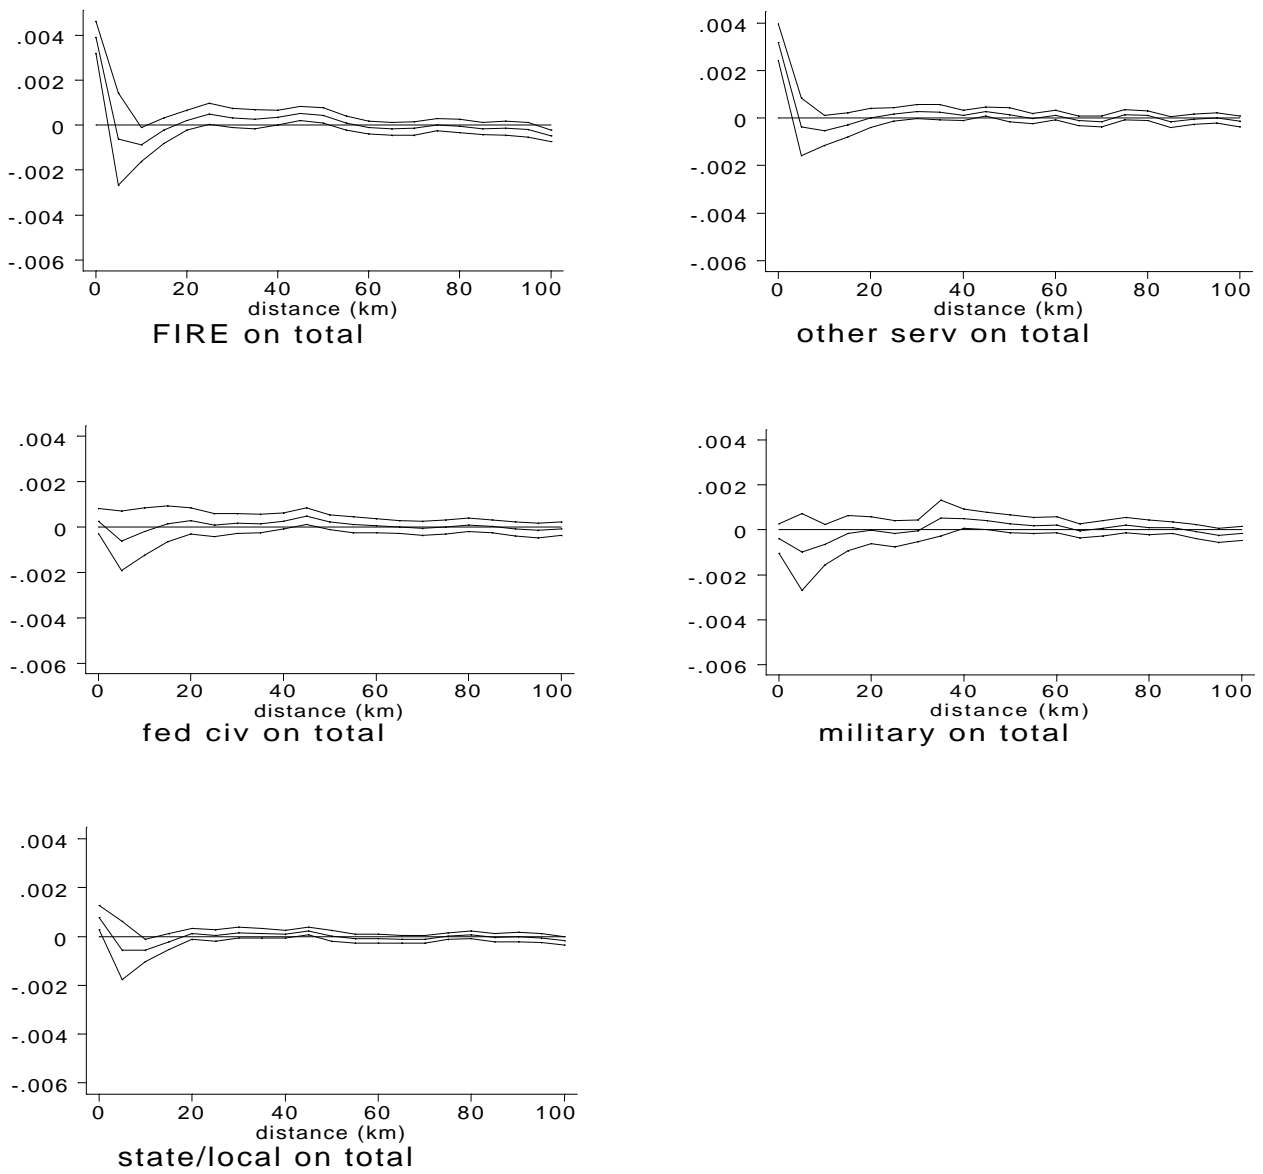 .004
.002
0
-.002
-.004
-.006
0 20 40 60 80 100
distance (km)
FIRE on total
.004
.002
0
-.002
-.004
-.006
0 20 40 60 80 100
distance (km)
other serv on total
.004
.002
0
-.002
-.004
-.006
0 20 40 60 80 100
distance (km)
fed civ on total
.004
.002
0
-.002
-.004
-.006
0 20 40 60 80 100
distance (km)
military on total
.004
.002
0
-.002
-.004
-.006
0 20 40 60 80 100
distance (km)
state/local on total